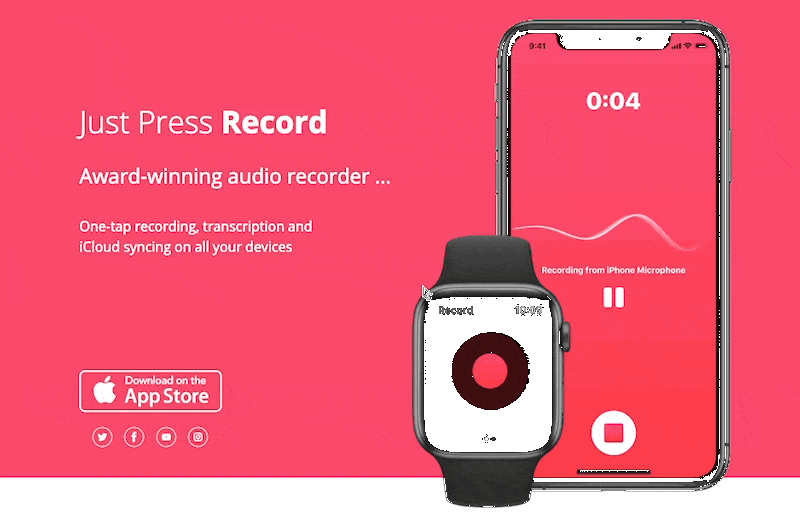 9:41
0:04
Just Press Record
Award-winning audio recorder ...
One-tap recording, transcription and
iCloud syncing on all your devices
Recording from iPhone Microphone
Record
Download on the
App Store